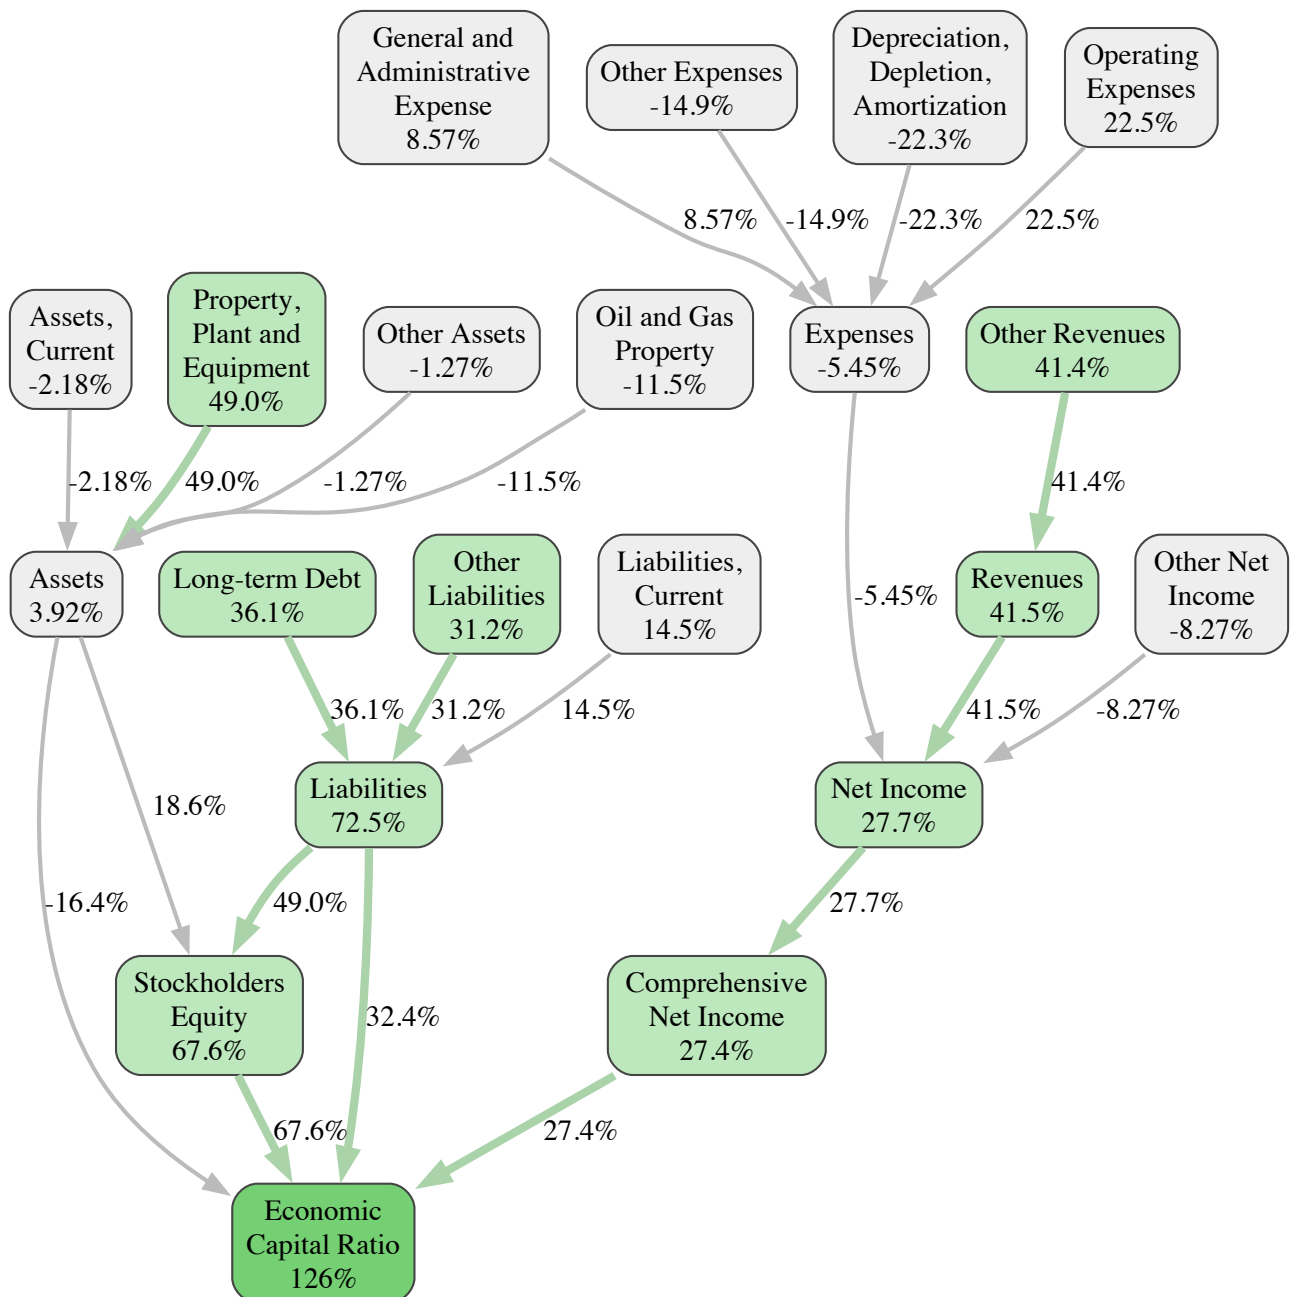 General and
Administrative
Expense
8.57%
Other Expenses
-14.9%
Depreciation,
Depletion,
Amortization
-22.3%
Operating
Expenses
22.5%
8.57%
-14.9%
-22.3%
22.5%
Assets,
Current
-2.18%
Property,
Plant and
Equipment
49.0%
Other Assets
-1.27%
Oil and Gas
Property
-11.5%
Expenses
-5.45%
Other Revenues
41.4%
-2.18%
49.0%
-1.27%
-11.5%
41.4%
Assets
3.92%
Long-term Debt
36.1%
Other
Liabilities
31.2%
Liabilities,
Current
14.5%
-5.45%
Revenues
41.5%
Other Net
Income
-8.27%
36.1%
31.2%
14.5%
41.5%
-8.27%
18.6%
Liabilities
72.5%
Net Income
27.7%
-16.4%
49.0%
27.7%
Stockholders
Equity
67.6%
32.4%
Comprehensive
Net Income
27.4%
67.6%
27.4%
Economic
Capital Ratio
126%